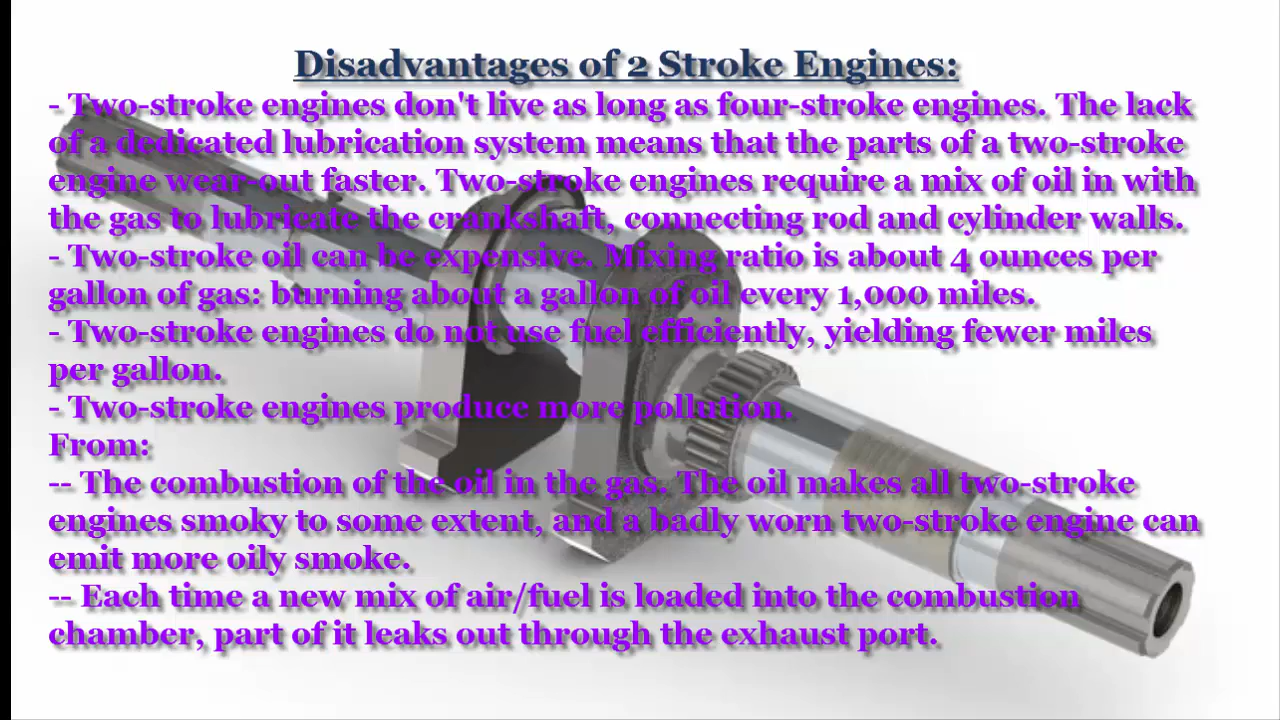 Disadvantages of 2 Stroke Engines:
- Two-stroke engines don't live as long as four-stroke engines. The lack
of a dedicated lubrication system means that the parts of a two-stroke
engine wear-out faster. Two-stroke engines require a mix of oil in with
the gas to lubricate the crankshaft, connecting rod and cylinder walls.
- Two-stroke oil can be expensive. Mixing ratio is about 4 ounces per
gallon of gas: burning about a gallon of oil every 1,000 miles.
- Two-stroke engines do not use fuel efficiently, yielding fewer miles
per gallon.
- Two-stroke engines produce more pollution.
From:
-- The combustion of the oil in the gas. The oil makes all two-stroke
engines smoky to some extent, and a badly worn two-stroke engine can
emit more oily smoke.
-- Each time a new mix of air/fuel is loaded into the combustion
chamber, part of it leaks out through the exhaust port.